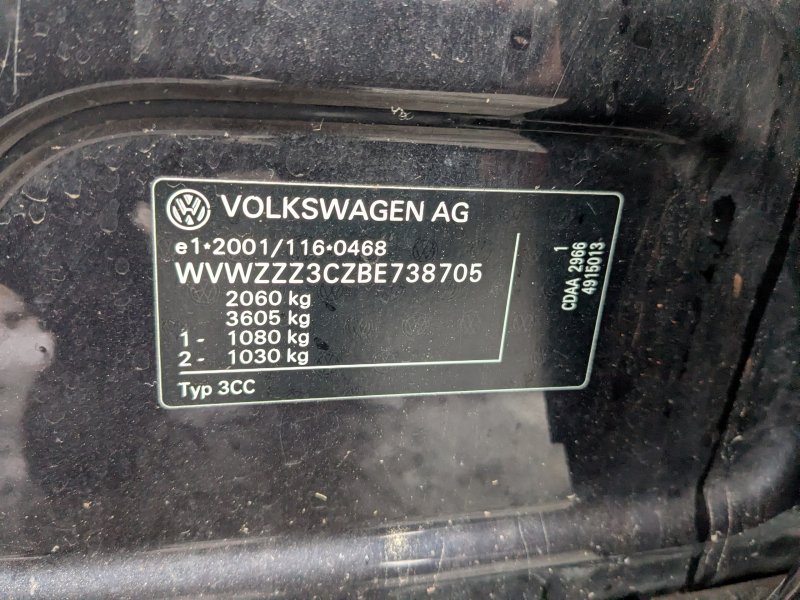 VOLKSWAGEN AG
e1*2001/116*0468
WVWZZZ3CZBE738705
2060 kg
3605 kg
1- 1080 kg
2- 1030 kg
Typ 3CC
1
CDAA 2966
4915013